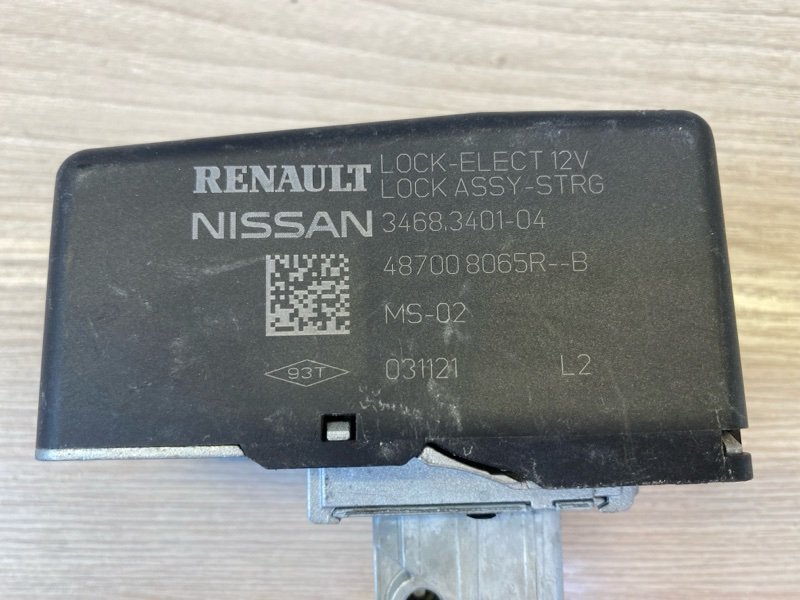 RENAULT LOCK-ELECT 12V
LOCK ASSY-STRG
NISSAN 3468.3401-04
48700 8065R--B
MS-02
93T 031121 L2